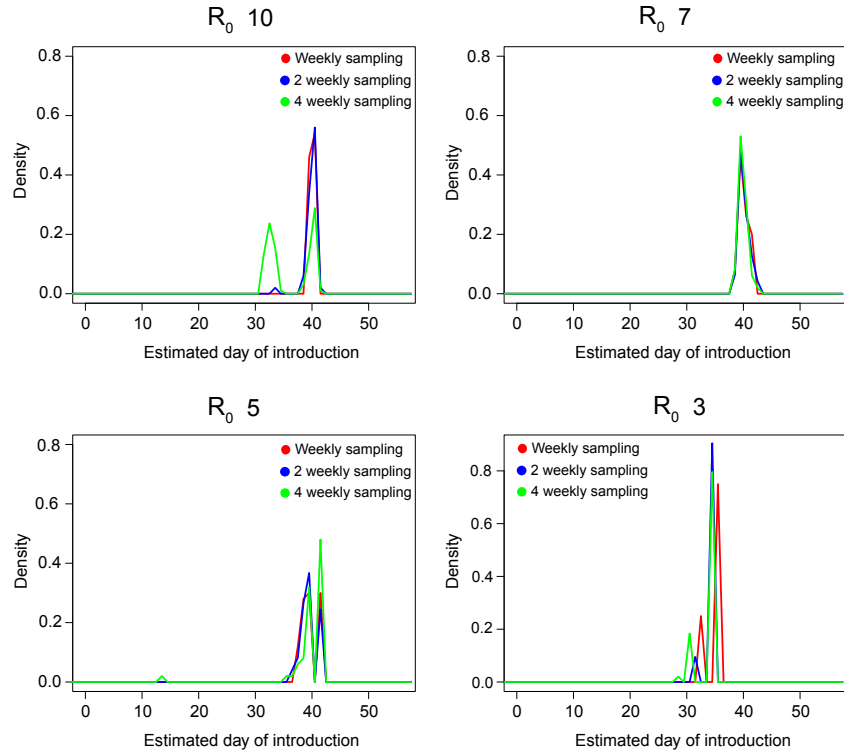 R0 10
0.8
0.6
0.4
0.2
0.0
Density
Weekly sampling
2 weekly sampling
4 weekly sampling
0 10 20 30 40 50
Estimated day of introduction
R0 7
0.8
0.6
0.4
0.2
0.0
Density
Weekly sampling
2 weekly sampling
4 weekly sampling
0 10 20 30 40 50
Estimated day of introduction
R0 5
0.8
0.6
0.4
0.2
0.0
Density
Weekly sampling
2 weekly sampling
4 weekly sampling
0 10 20 30 40 50
Estimated day of introduction
R0 3
0.8
0.6
0.4
0.2
0.0
Density
Weekly sampling
2 weekly sampling
4 weekly sampling
0 10 20 30 40 50
Estimated day of introduction